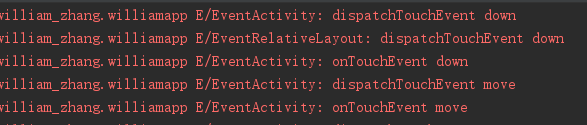 william_zhang.williamapp E/EventActivity: dispatchTouchEvent down
william_zhang.williamapp E/EventRelativeLayout: dispatchTouchEvent down
william_zhang.williamapp E/EventActivity: onTouchEvent down
william_zhang.williamapp E/EventActivity: dispatchTouchEvent move
william_zhang.williamapp E/EventActivity: onTouchEvent move